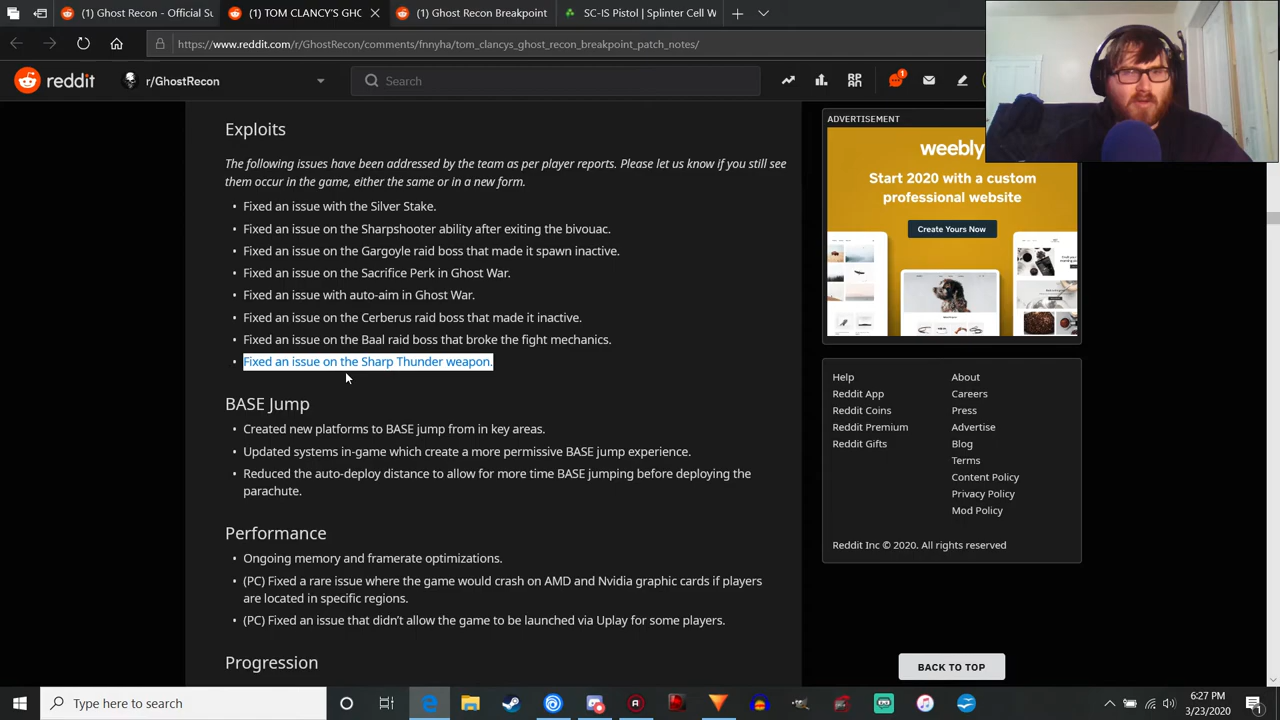 (1) Ghost Recon - Official Su
(1) TOM CLANCY'S GHO
(1) Ghost Recon Breakpoint
SC-IS Pistol | Splinter Cell W
https://www.reddit.com/r/GhostRecon/comments/fnnyha/tom_clancys_ghost_recon_breakpoint_patch_notes/
reddit
r/GhostRecon
Search
1
Exploits
The following issues have been addressed by the team as per player reports. Please let us know if you still see
them occur in the game, either the same or in a new form.
• Fixed an issue with the Silver Stake.
• Fixed an issue on the Sharpshooter ability after exiting the bivouac.
• Fixed an issue on the Gargoyle raid boss that made it spawn inactive.
• Fixed an issue on the Sacrifice Perk in Ghost War.
• Fixed an issue with auto-aim in Ghost War.
• Fixed an issue on the Cerberus raid boss that made it inactive.
• Fixed an issue on the Baal raid boss that broke the fight mechanics.
• Fixed an issue on the Sharp Thunder weapon.
BASE Jump
• Created new platforms to BASE jump from in key areas.
• Updated systems in-game which create a more permissive BASE jump experience.
• Reduced the auto-deploy distance to allow for more time BASE jumping before deploying the
parachute.
Performance
• Ongoing memory and framerate optimizations.
• (PC) Fixed a rare issue where the game would crash on AMD and Nvidia graphic cards if players
are located in specific regions.
• (PC) Fixed an issue that didn't allow the game to be launched via Uplay for some players.
Progression
ADVERTISEMENT
weebly
Start 2020 with a custom
professional website
Create Yours Now
Help
About
Reddit App
Careers
Reddit Coins
Press
Reddit Premium
Advertise
Reddit Gifts
Blog
Terms
Content Policy
Privacy Policy
Mod Policy
Reddit Inc © 2020. All rights reserved
BACK TO TOP
Type here to search
6:27 PM
3/23/2020
1